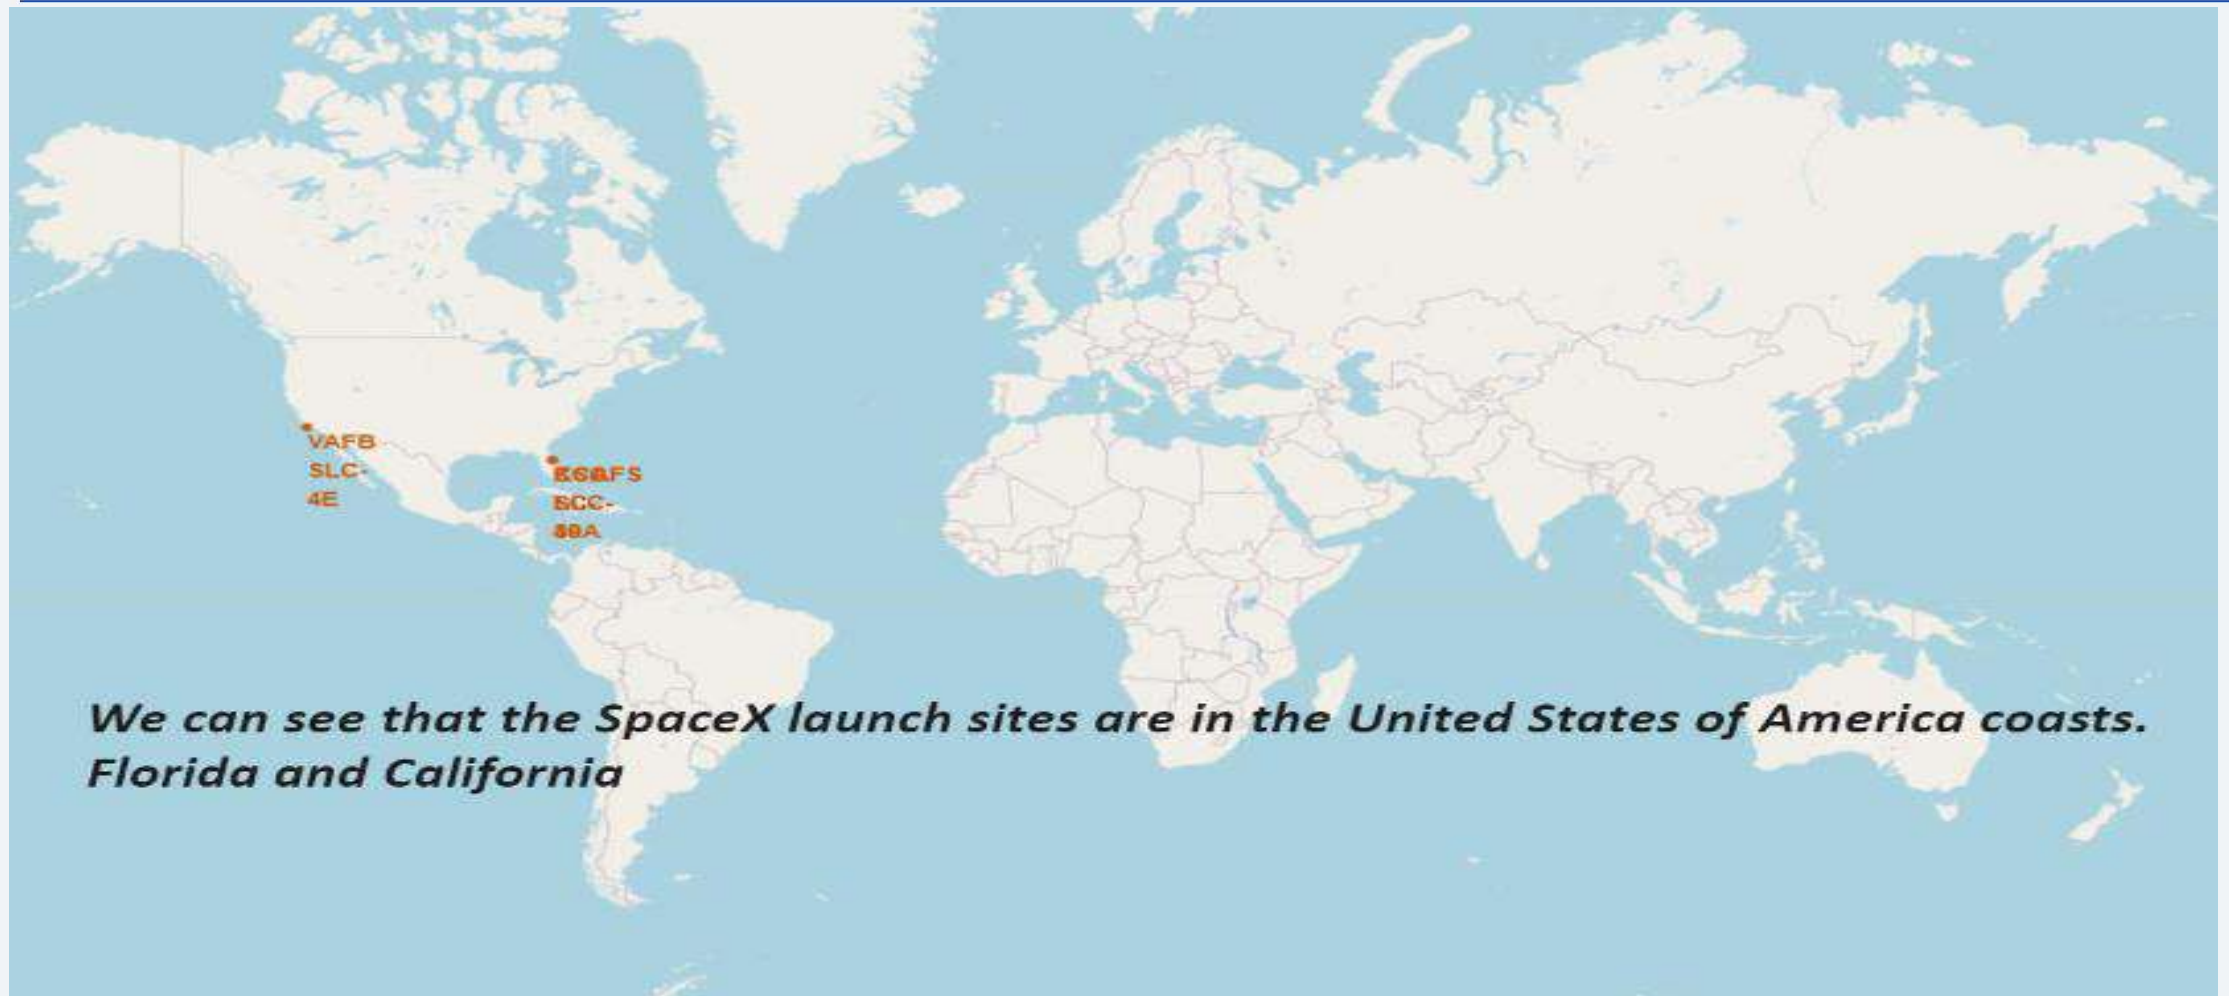 VAFB
SLC-
4E
We can see that the SpaceX launch sites are in the United States of America coasts.
Florida and California